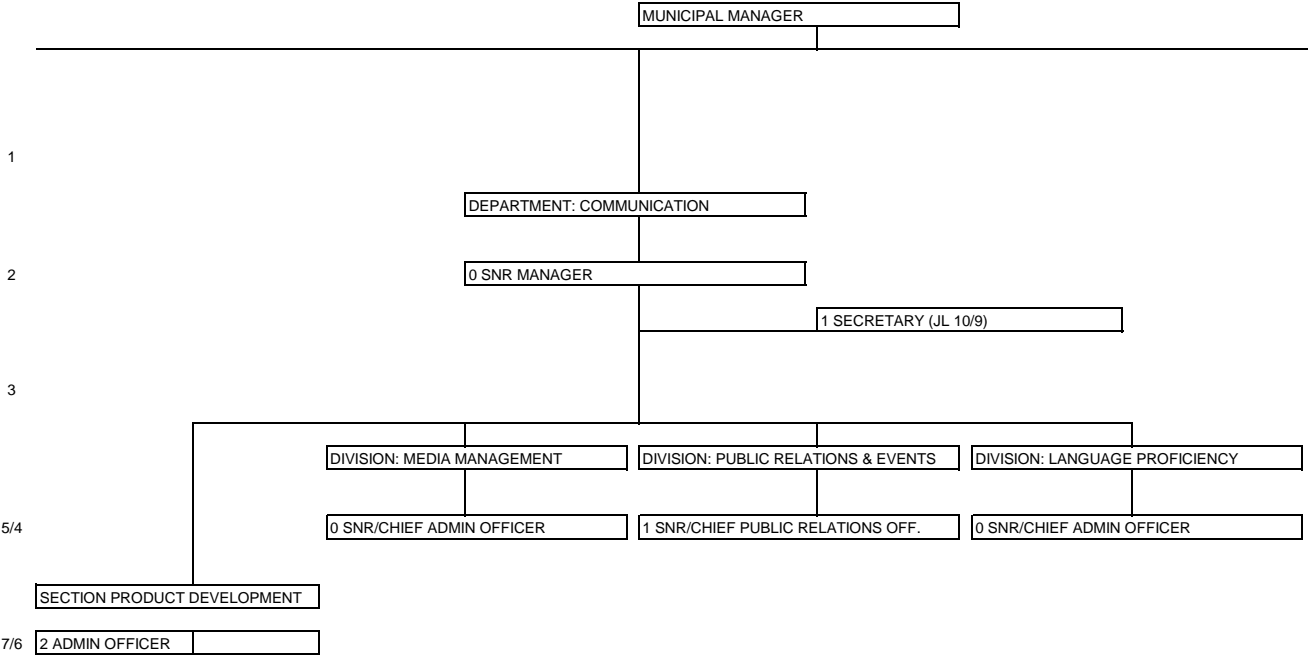 MUNICIPAL MANAGER
1
DEPARTMENT: COMMUNICATION
2
0 SNR MANAGER
1 SECRETARY (JL 10/9)
3
DIVISION: MEDIA MANAGEMENT
DIVISION: PUBLIC RELATIONS & EVENTS
DIVISION: LANGUAGE PROFICIENCY
5/4
0 SNR/CHIEF ADMIN OFFICER
1 SNR/CHIEF PUBLIC RELATIONS OFF.
0 SNR/CHIEF ADMIN OFFICER
SECTION PRODUCT DEVELOPMENT
7/6
2 ADMIN OFFICER